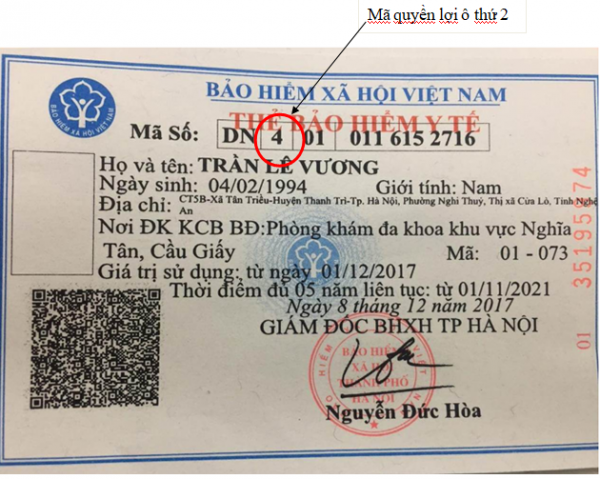 Mã quyền lợi ô thứ 2
BẢO HIỂM XÃ HỘI VIỆT NAM
THẺ BẢO HIỂM Y TẾ
BẢO HIỂM XÃ HỘI VIỆT NAM
Mã Số: DN 4 01 011 615 2716
Họ và tên: TRẦN LÊ VƯƠNG
Ngày sinh: 04/02/1994 Giới tính: Nam
Địa chỉ: CT5B-Xã Tân Triều-Huyện Thanh Trì-Tp. Hà Nội, Phường Nghi Thuỷ, Thị xã Cửa Lò, Tỉnh Nghệ
An
Nơi ĐK KCB BĐ:Phòng khám đa khoa khu vực Nghĩa
Tân, Cầu Giấy Mã: 01 - 073
Giá trị sử dụng: từ ngày 01/12/2017
Thời điểm đủ 05 năm liên tục: từ 01/11/2021
Ngày 8 tháng 12 năm 2017
GIÁM ĐỐC BHXH TP HÀ NỘI
BẢO HIỂM
XÃ HỘI
THÀNH PHỐ
HÀ NỘI
Nguyễn Đức Hòa
01 351595874